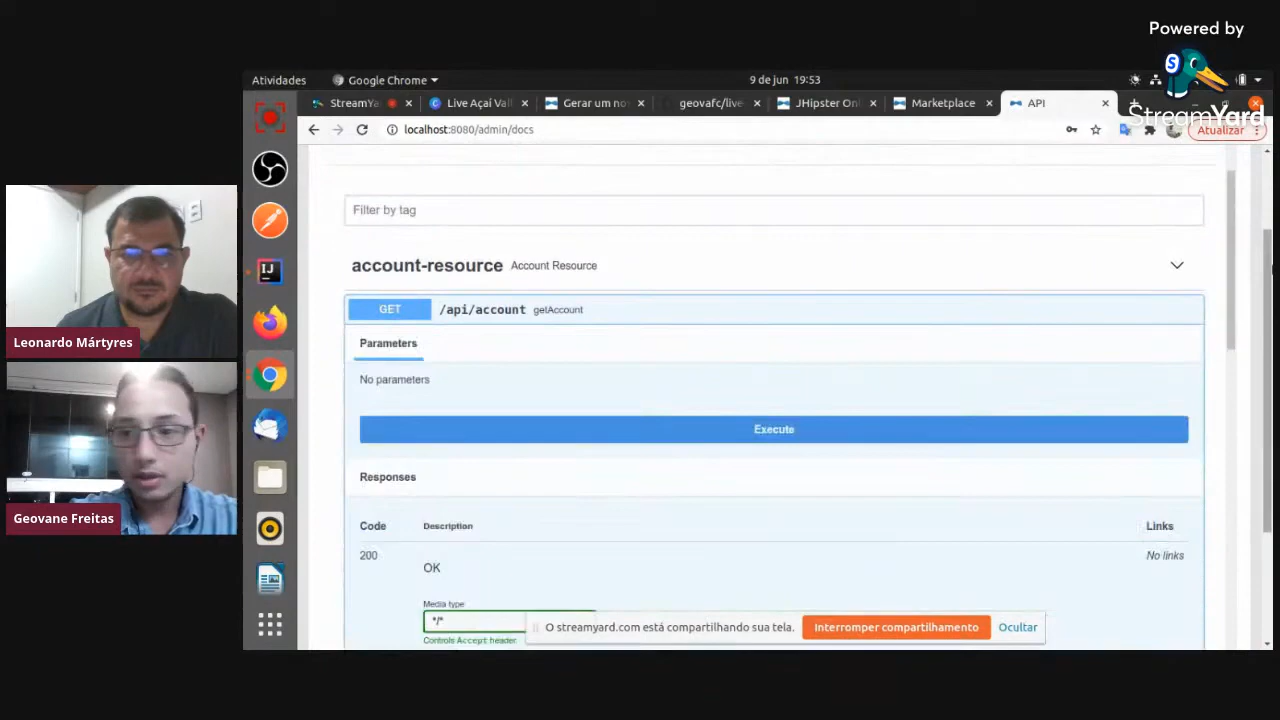 Powered by
StreamYard
Atividades
Google Chrome
9 de jun 19:53
StreamYa
Live Açaí Vall
Gerar um nov
geovafc/live
JHipster Onl
Marketplace
API
localhost:8080/admin/docs
Atualizar
Filter by tag
account-resource Account Resource
GET /api/account getAccount
Parameters
No parameters
Execute
Responses
Code Description Links
200 OK No links
Media type
*/*
Controls Accept header.
O streamyard.com está compartilhando sua tela. Interromper compartilhamento Ocultar
Leonardo Mártyres
Geovane Freitas
IJ